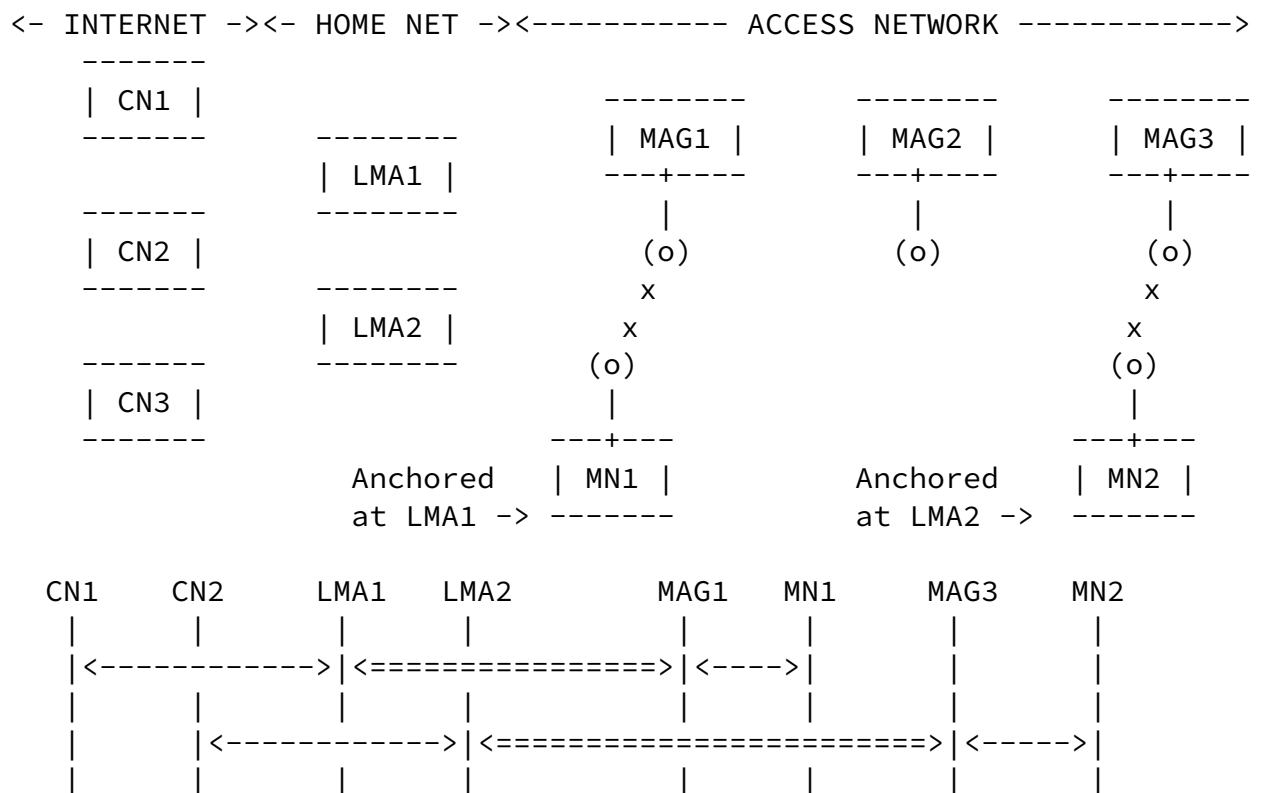 <- INTERNET -><- HOME NET -><----------- ACCESS NETWORK ------------>
    -------
    | CN1 |                      --------      --------      --------
    -------      --------        | MAG1 |      | MAG2 |      | MAG3 |
                 | LMA1 |        ---+----      ---+----      ---+----
    -------      --------           |             |             |
    | CN2 |                        (o)           (o)           (o)
    -------      --------          x                           x
                 | LMA2 |         x                           x
    -------      --------       (o)                         (o)
    | CN3 |                      |                           |
    -------                   ---+---                     ---+---
                   Anchored   | MN1 |          Anchored   | MN2 |
                   at LMA1 -> -------          at LMA2 -> -------

  CN1    CN2     LMA1   LMA2        MAG1   MN1      MAG3    MN2
   |      |       |      |           |      |       |       |
   |<------------>|<================>|<---->|       |       |
   |      |       |      |           |      |       |       |
   |      |<------------>|<========================>|<----->|
   |      |       |      |           |      |       |       |